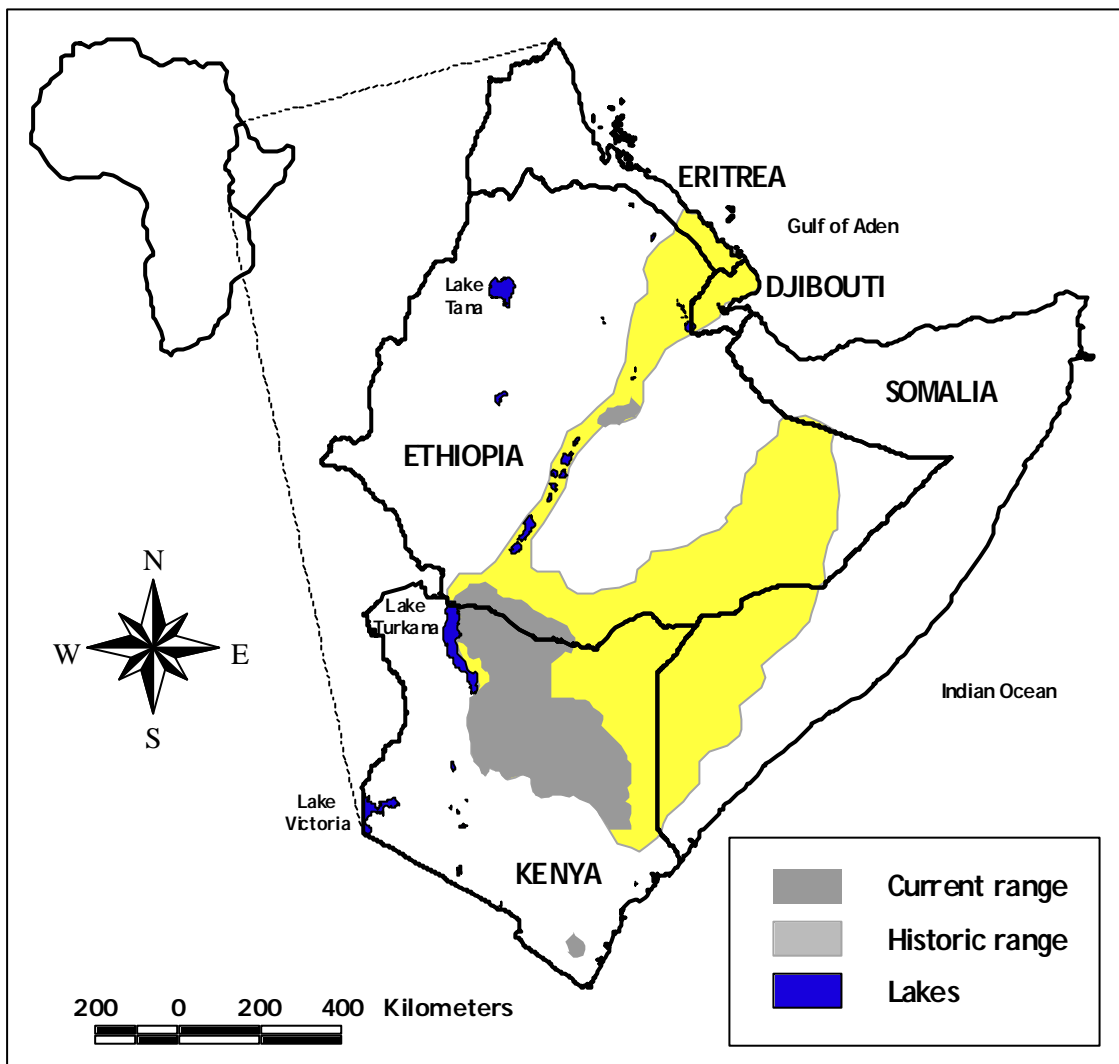 ERITREA
Gulf of Aden
Lake
Tana
DJIBOUTI
SOMALIA
ETHIOPIA
N
Lake
Turkana
W
E
S
Indian Ocean
Lake
Victoria
KENYA
Current range
Historic range
Lakes
200 0 200 400 Kilometers